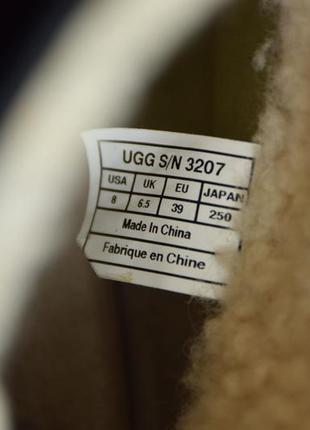 UGG S/N 3207
USA UK EU JAPAN
8 6.5 39 250
Made In China
Fabrique en Chine